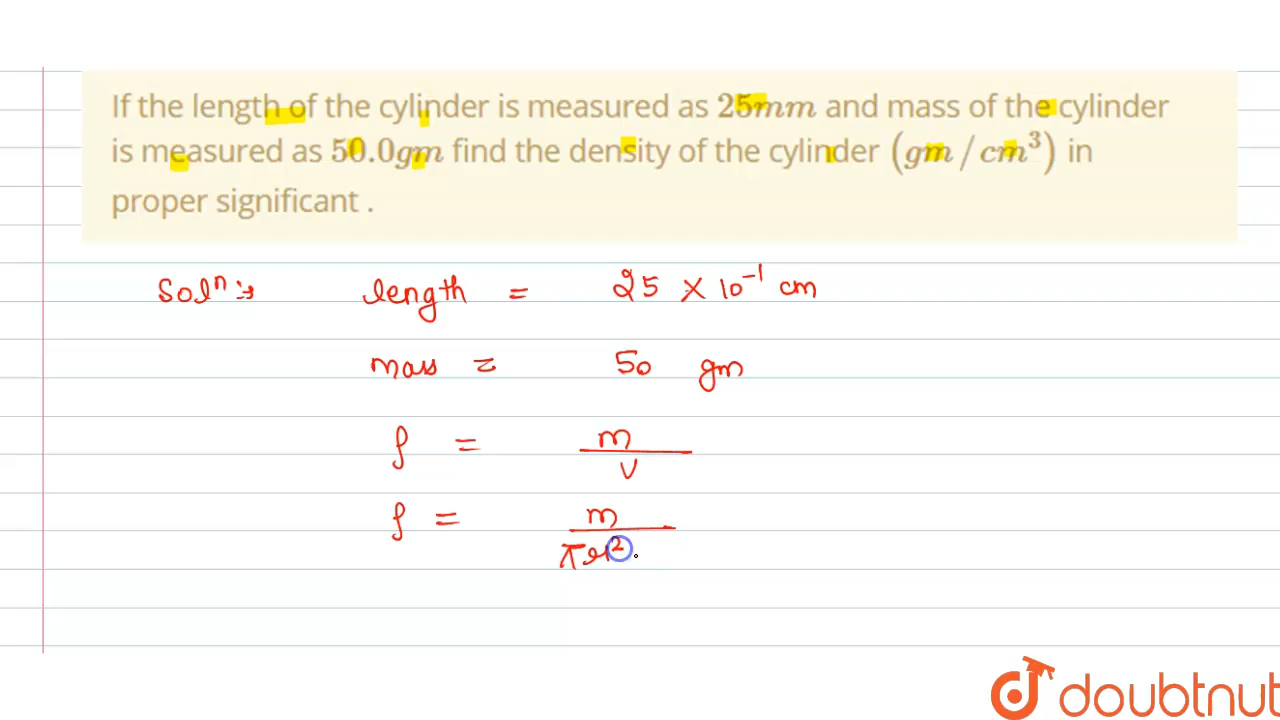 If the length of the cylinder is measured as 25mm and mass of the cylinder
is measured as 50.0gm find the density of the cylinder (gm/cm³) in
proper significant .
Solⁿ :→ length = 25 × 10⁻¹ cm
mass = 50 gm
ρ = m/V
ρ = m/πr²
doubtnut